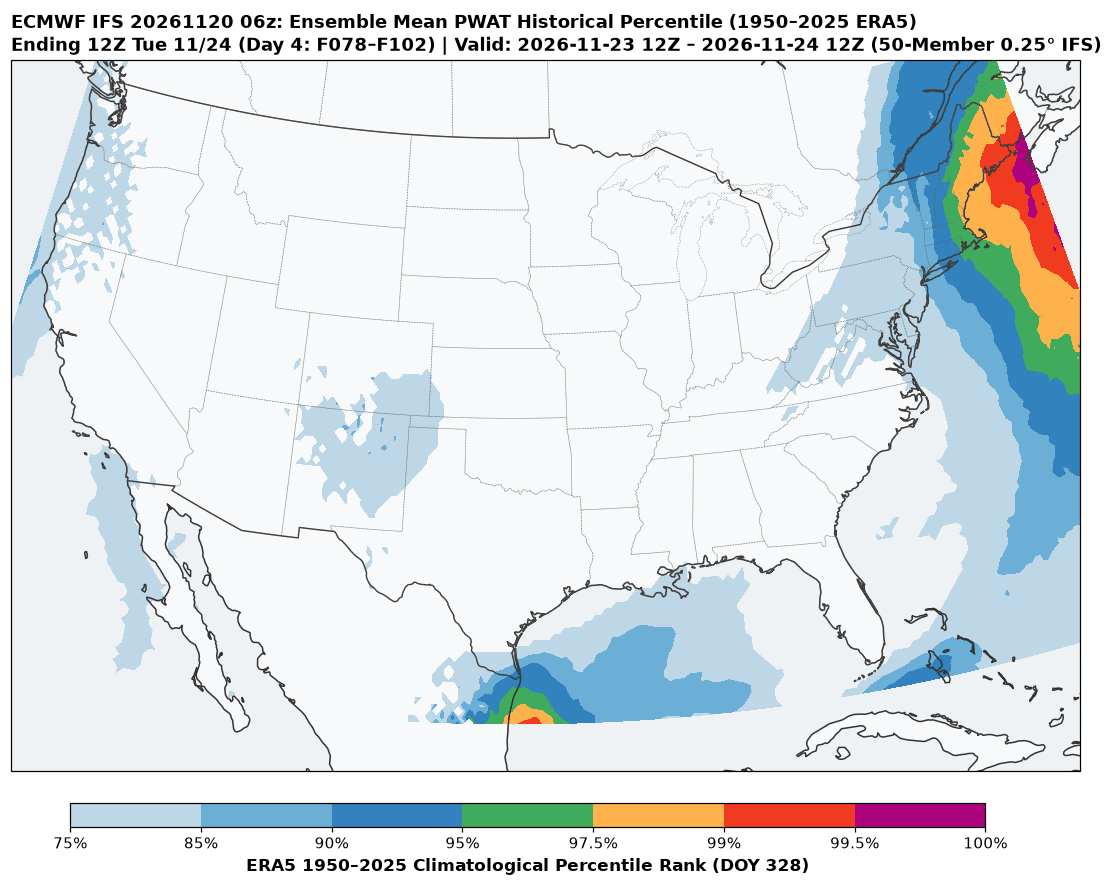 ECMWF IFS 20261120 06z: Ensemble Mean PWAT Historical Percentile (1950–2025 ERA5)
Ending 12Z Tue 11/24 (Day 4: F078–F102) | Valid: 2026-11-23 12Z – 2026-11-24 12Z (50-Member 0.25° IFS)
75% 85% 90% 95% 97.5% 99% 99.5% 100%
ERA5 1950–2025 Climatological Percentile Rank (DOY 328)